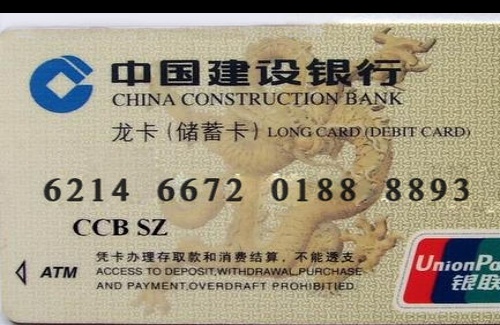 中国建设银行
CHINA CONSTRUCTION BANK
龙卡(储蓄卡) LONG CARD (DEBIT CARD)
6214 6672 0188 8893
CCB SZ
凭卡办理存取款和消费结算,不能透支。
ATM ACCESS TO DEPOSIT,WITHDRAWAL,PURCHASE
AND PAYMENT,OVERDRAFT PROHIBITIED.
UnionPa
银联